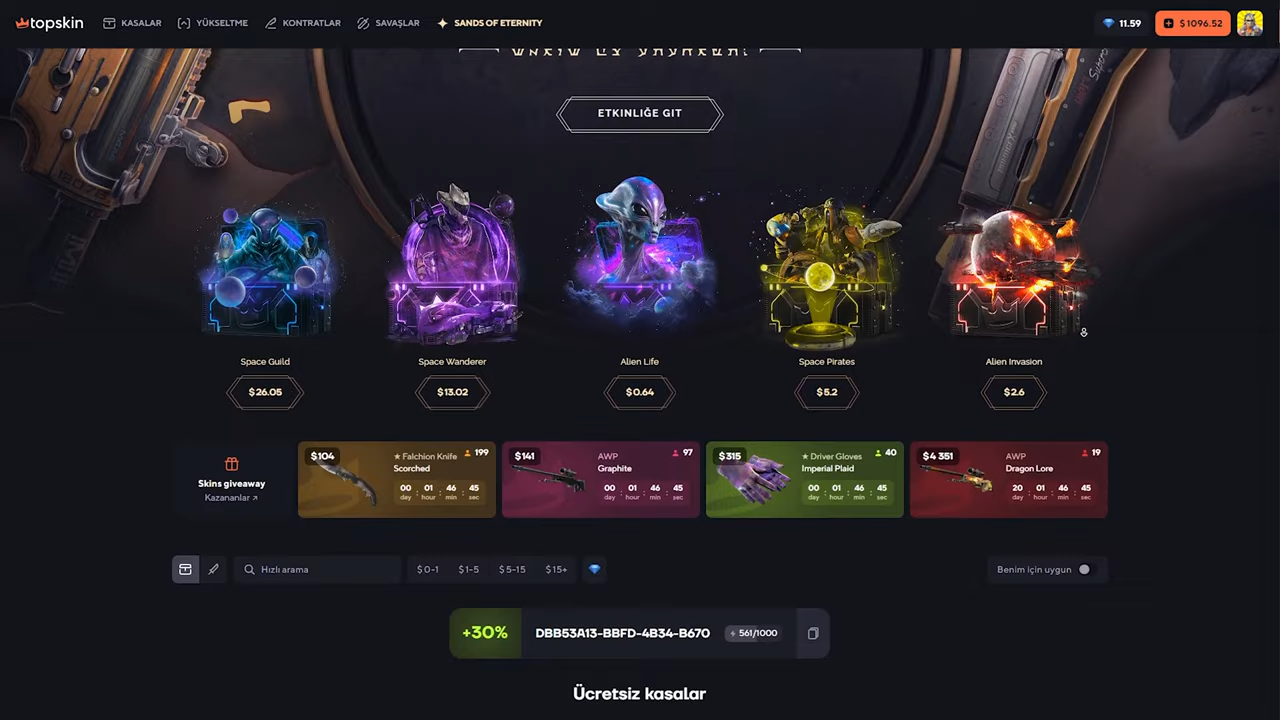 topskin
KASALAR
YÜKSELTME
KONTRATLAR
SAVAŞLAR
SANDS OF ETERNITY
11.59
$ 1096.52
ETKINLIĞE GIT
Space Guild
Space Wanderer
Alien Life
Space Pirates
Alien Invasion
$26.05
$13.02
$0.64
$5.2
$2.6
Skins giveaway
Kazananlar ↗
$104
★ Falchion Knife
199
Scorched
00 : 01 : 46 : 45
day hour min sec
$141
AWP
97
Graphite
00 : 01 : 46 : 45
day hour min sec
$315
★ Driver Gloves
40
Imperial Plaid
00 : 01 : 46 : 45
day hour min sec
$4 351
AWP
19
Dragon Lore
20 : 01 : 46 : 45
day hour min sec
Hızlı arama
$ 0-1
$ 1-5
$ 5-15
$ 15+
Benim için uygun
+30%
DBB53A13-BBFD-4B34-B670
561/1000
Ücretsiz kasalar